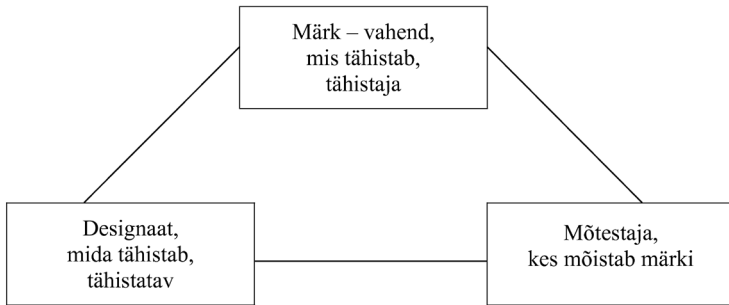 Märk – vahend,
mis tähistab,
tähistaja
Designaat,
mida tähistab,
tähistatav
Mõtestaja,
kes mõistab märki